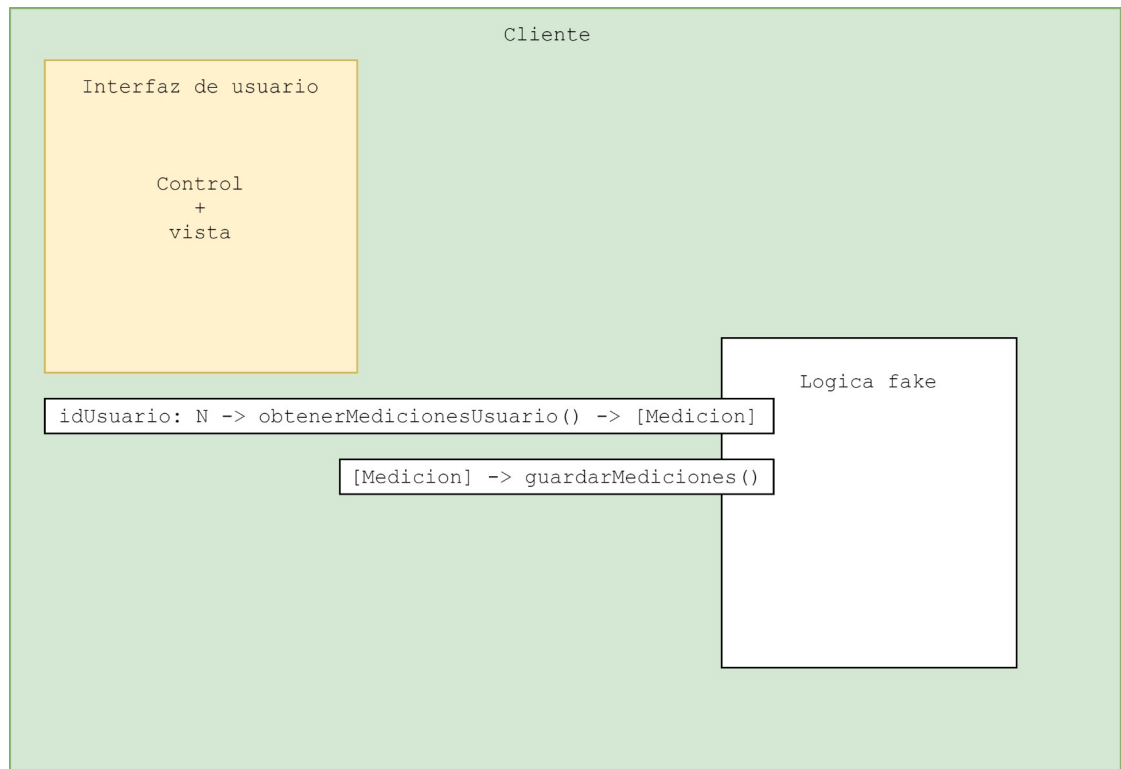 Cliente
Interfaz de usuario
Control
+
vista
Logica fake
idUsuario: N -> obtenerMedicionesUsuario() -> [Medicion]
[Medicion] -> guardarMediciones()